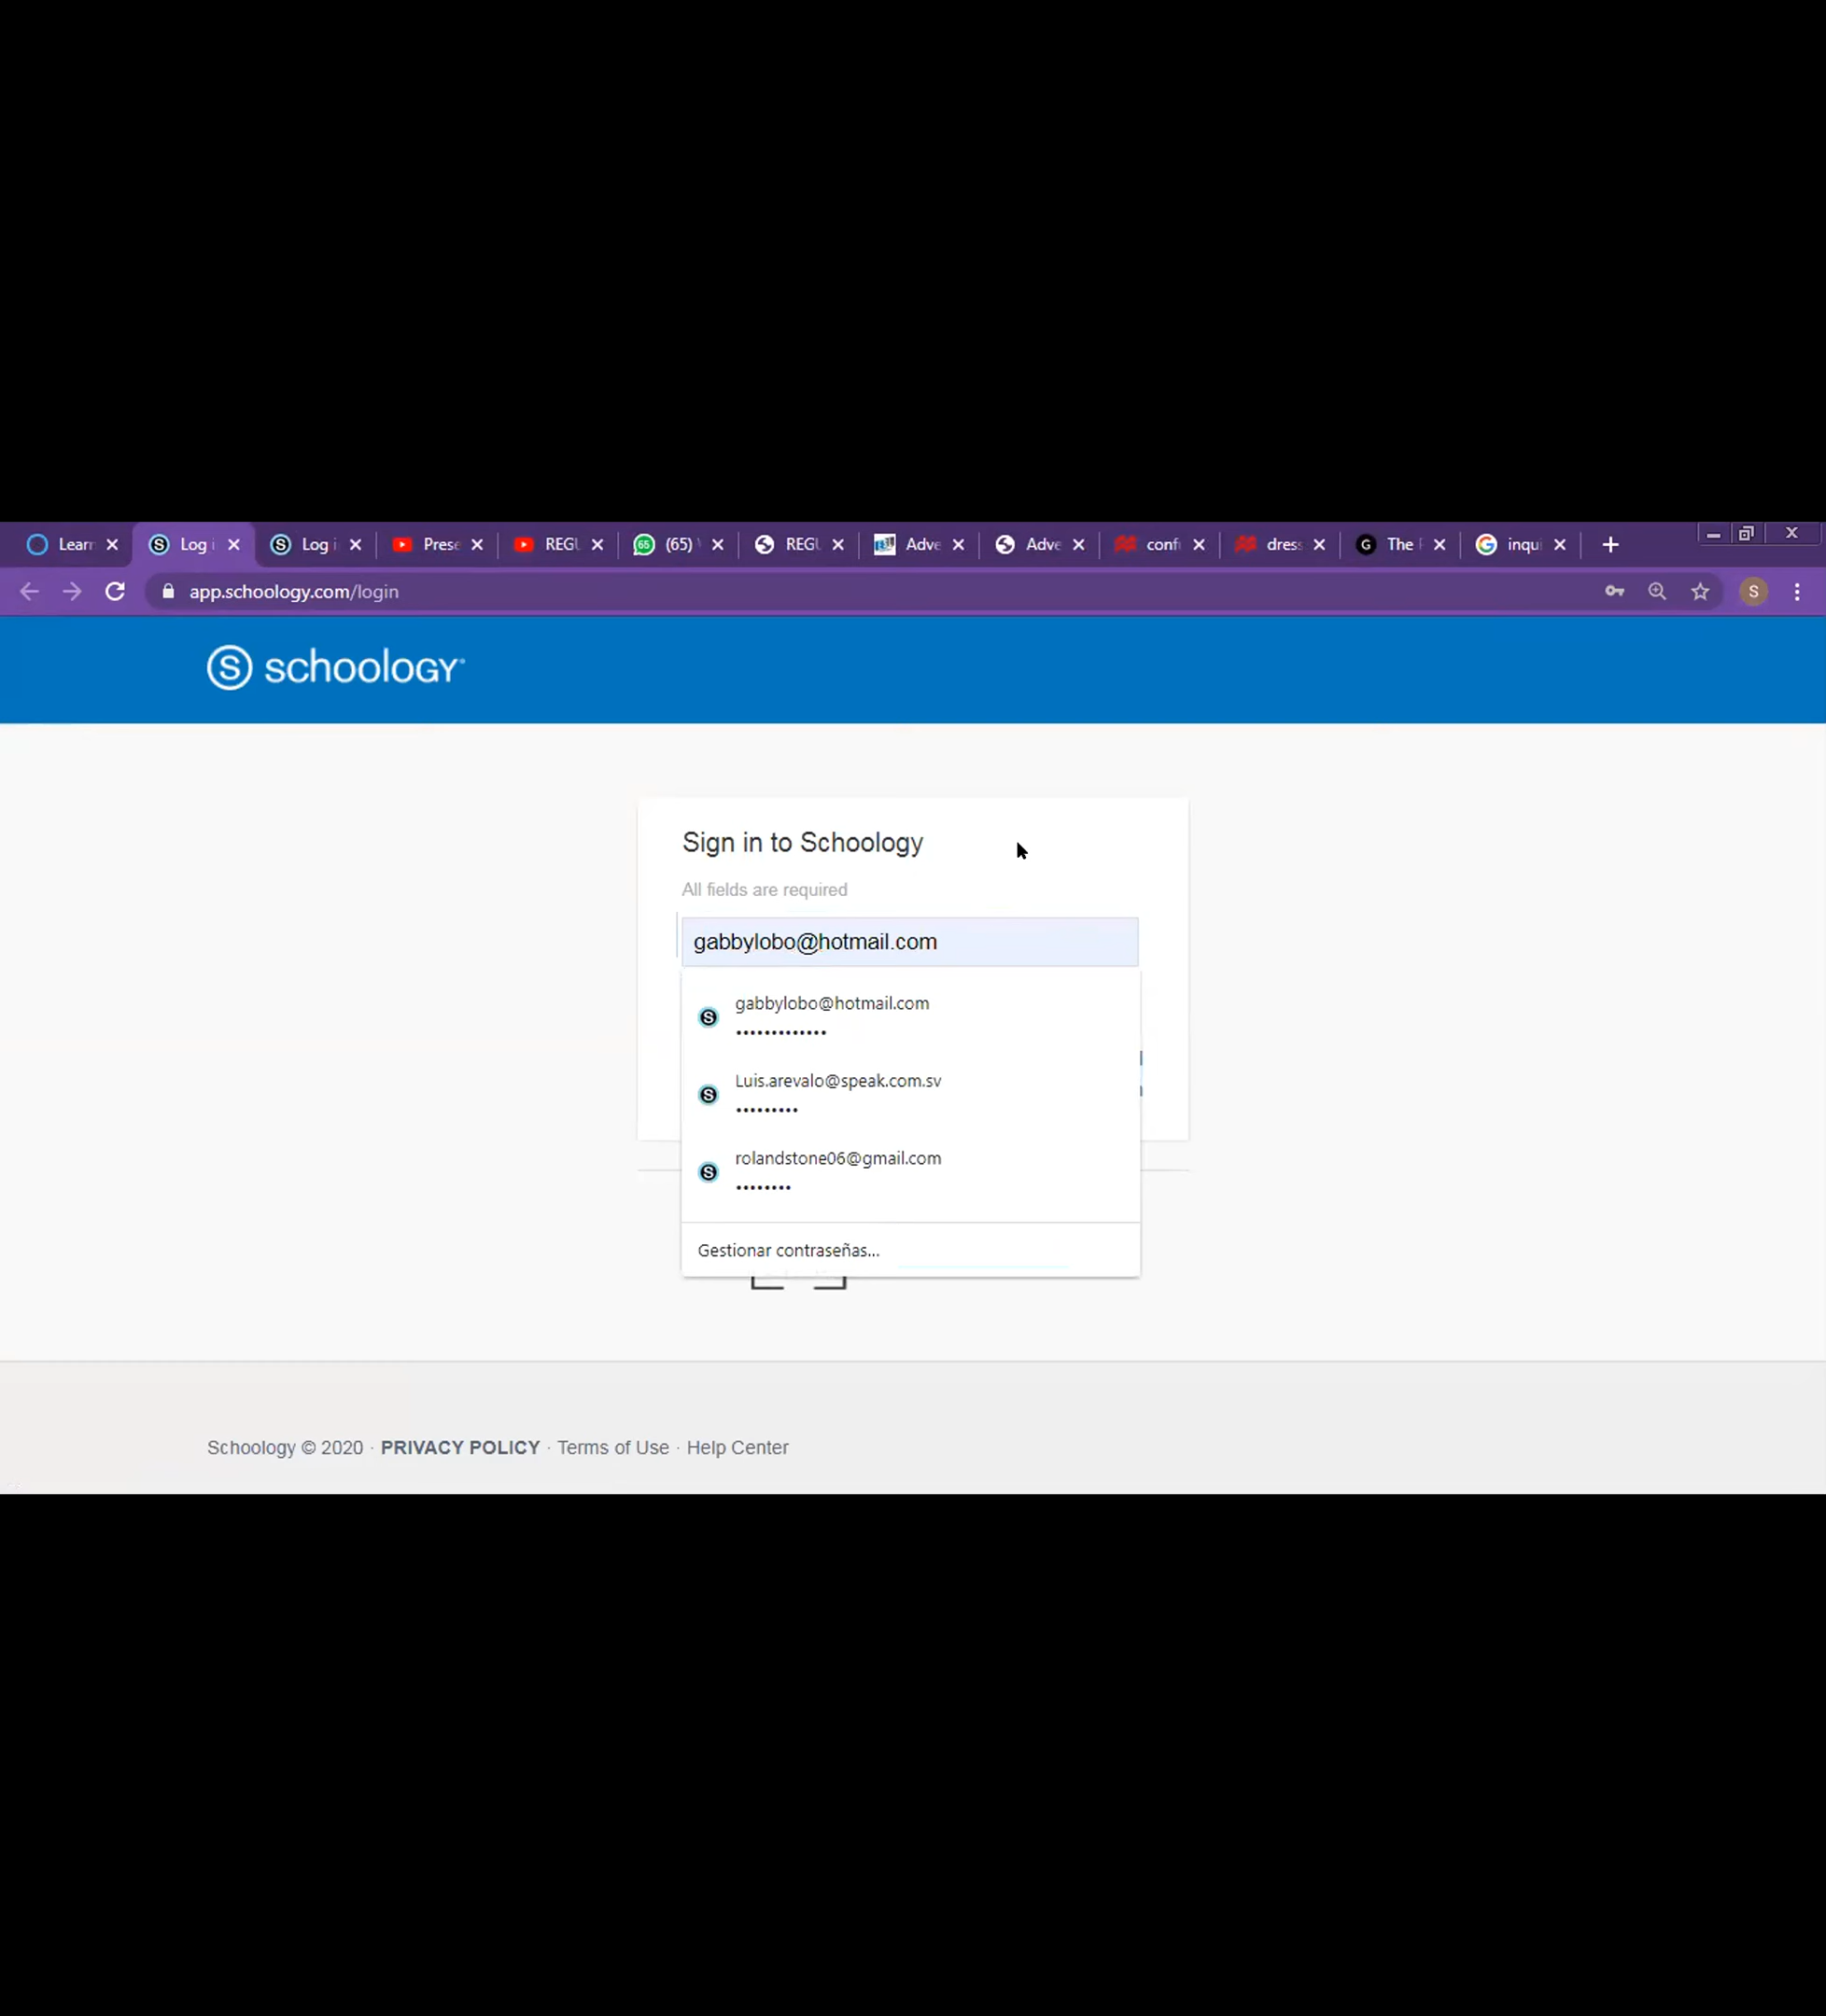 Learn
Log i
Log i
Prese
REGU
(65)
REGU
Adve
Adve
conf
dress
The
inqui
app.schoology.com/login
S
S schoology
Sign in to Schoology
All fields are required
gabbylobo@hotmail.com
gabbylobo@hotmail.com
•••••••••••••
Luis.arevalo@speak.com.sv
•••••••••
rolandstone06@gmail.com
••••••••
Gestionar contraseñas...
Schoology © 2020 · PRIVACY POLICY · Terms of Use · Help Center